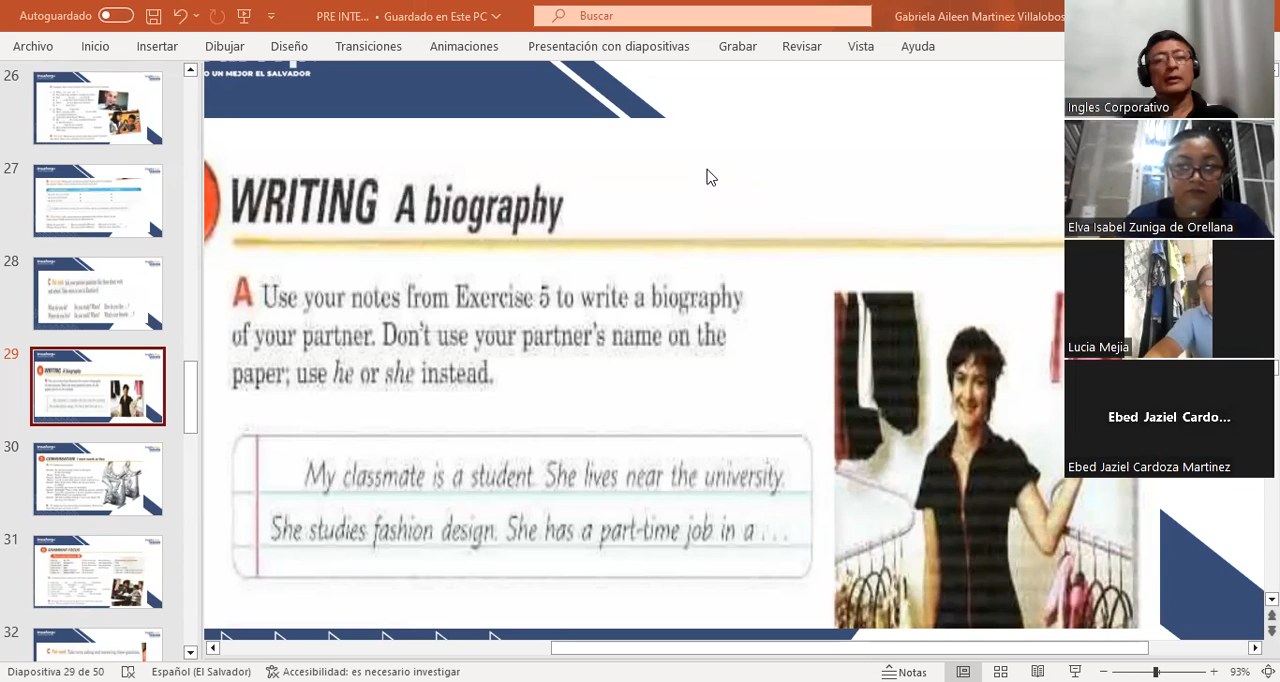 Autoguardado
PRE INTE... • Guardado en Este PC
Buscar
Gabriela Aileen Martinez Villalobos
Archivo Inicio Insertar Dibujar Diseño Transiciones Animaciones Presentación con diapositivas Grabar Revisar Vista Ayuda
O UN MEJOR EL SALVADOR
26
27
28
29
30
31
32
WRITING A biography
A Use your notes from Exercise 5 to write a biography
of your partner. Don't use your partner's name on the
paper; use he or she instead.
My classmate is a student. She lives near the university.
She studies fashion design. She has a part-time job in a ...
Ingles Corporativo
Elva Isabel Zuniga de Orellana
Lucia Mejia
Ebed Jaziel Cardo...
Ebed Jaziel Cardoza Martinez
Diapositiva 29 de 50
Español (El Salvador)
Accesibilidad: es necesario investigar
Notas
93%